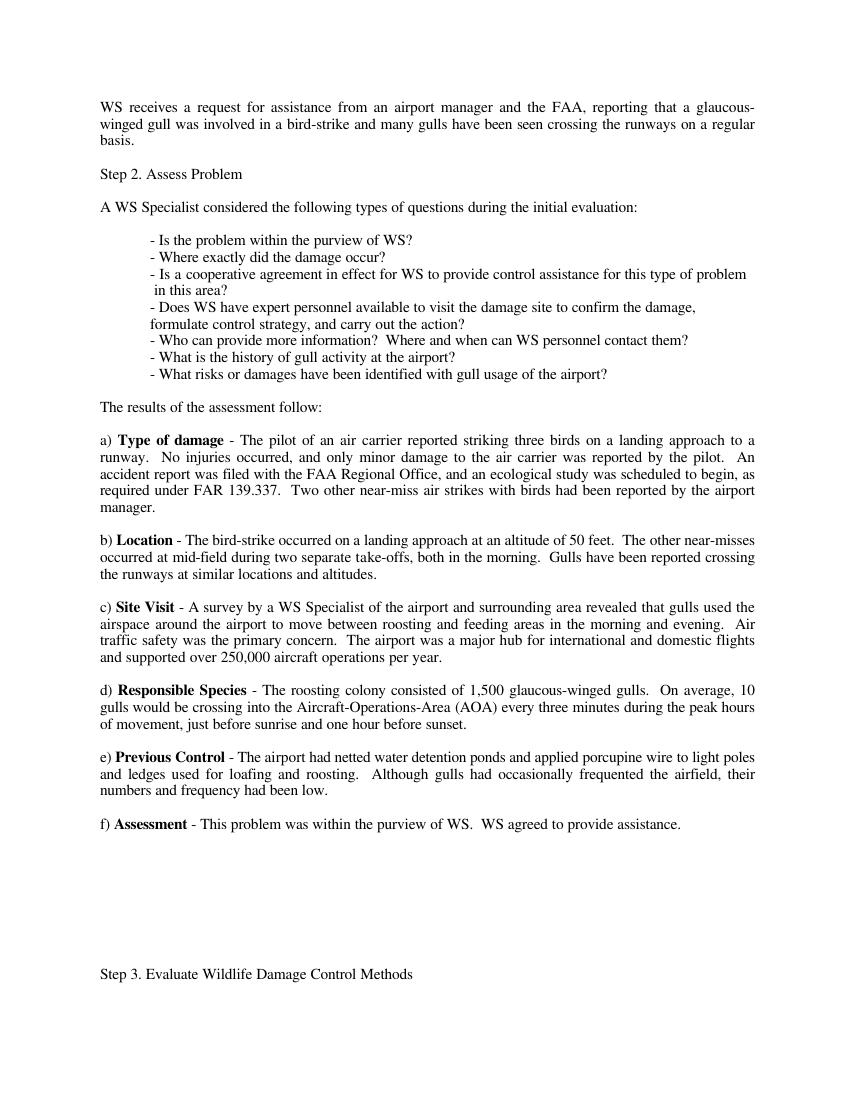 WS receives a request for assistance from an airport manager and the FAA, reporting that a glaucous-
winged gull was involved in a bird-strike and many gulls have been seen crossing the runways on a regular
basis.
Step 2. Assess Problem
A WS Specialist considered the following types of questions during the initial evaluation:
- Is the problem within the purview of WS?
- Where exactly did the damage occur?
- Is a cooperative agreement in effect for WS to provide control assistance for this type of problem
in this area?
- Does WS have expert personnel available to visit the damage site to confirm the damage,
formulate control strategy, and carry out the action?
- Who can provide more information?  Where and when can WS personnel contact them?
- What is the history of gull activity at the airport?
- What risks or damages have been identified with gull usage of the airport?
The results of the assessment follow:
a) Type of damage - The pilot of an air carrier reported striking three birds on a landing approach to a
runway.  No injuries occurred, and only minor damage to the air carrier was reported by the pilot.  An
accident report was filed with the FAA Regional Office, and an ecological study was scheduled to begin, as
required under FAR 139.337.  Two other near-miss air strikes with birds had been reported by the airport
manager.
b) Location - The bird-strike occurred on a landing approach at an altitude of 50 feet.  The other near-misses
occurred at mid-field during two separate take-offs, both in the morning.  Gulls have been reported crossing
the runways at similar locations and altitudes.
c) Site Visit - A survey by a WS Specialist of the airport and surrounding area revealed that gulls used the
airspace around the airport to move between roosting and feeding areas in the morning and evening.  Air
traffic safety was the primary concern.  The airport was a major hub for international and domestic flights
and supported over 250,000 aircraft operations per year.
d) Responsible Species - The roosting colony consisted of 1,500 glaucous-winged gulls.  On average, 10
gulls would be crossing into the Aircraft-Operations-Area (AOA) every three minutes during the peak hours
of movement, just before sunrise and one hour before sunset.
e) Previous Control - The airport had netted water detention ponds and applied porcupine wire to light poles
and ledges used for loafing and roosting.  Although gulls had occasionally frequented the airfield, their
numbers and frequency had been low.
f) Assessment - This problem was within the purview of WS.  WS agreed to provide assistance.
Step 3. Evaluate Wildlife Damage Control Methods